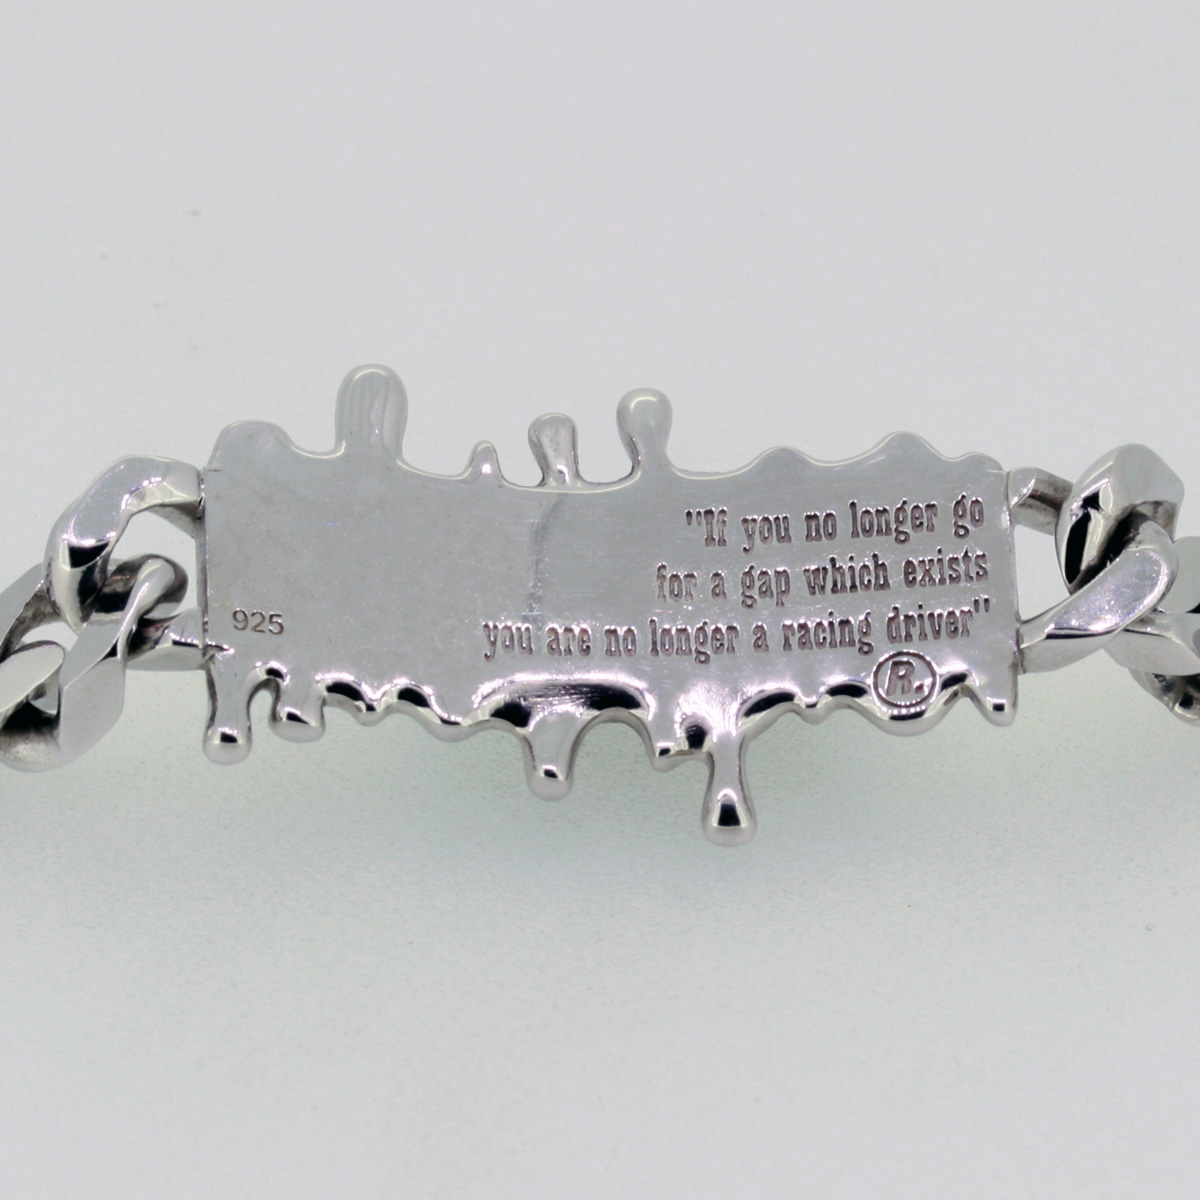 "If you no longer go
for a gap which exists
you are no longer a racing driver"
925
R.